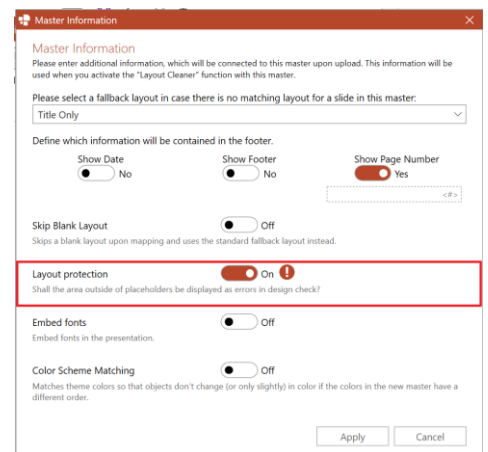 Master Information
Master Information
Please enter additional information, which will be connected to this master upon upload. This information will be
used when you activate the "Layout Cleaner" function with this master.
Please select a fallback layout in case there is no matching layout for a slide in this master:
Title Only
Define which information will be contained in the footer.
Show Date Show Footer Show Page Number
No No Yes
<#>
Skip Blank Layout Off
Skips a blank layout upon mapping and uses the standard fallback layout instead.
Layout protection On !
Shall the area outside of placeholders be displayed as errors in design check?
Embed fonts Off
Embed fonts in the presentation.
Color Scheme Matching Off
Matches theme colors so that objects don't change (or only slightly) in color if the colors in the new master have a
different order.
Apply Cancel